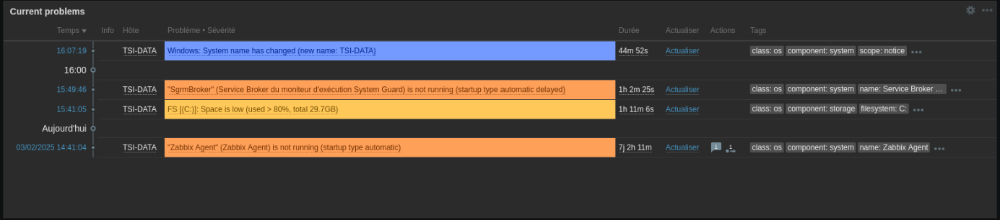 Current problems
Temps Info Hôte Problème • Sévérité Durée Actualiser Actions Tags
16:07:19 TSI-DATA Windows: System name has changed (new name: TSI-DATA) 44m 52s Actualiser class: os component: system scope: notice
16:00
15:49:46 TSI-DATA "SgrmBroker" (Service Broker du moniteur d'exécution System Guard) is not running (startup type automatic delayed) 1h 2m 25s Actualiser class: os component: system name: Service Broker …
15:41:05 TSI-DATA FS [(C:)]: Space is low (used > 80%, total 29.7GB) 1h 11m 6s Actualiser class: os component: storage filesystem: C:
Aujourd'hui
03/02/2025 14:41:04 TSI-DATA "Zabbix Agent" (Zabbix Agent) is not running (startup type automatic) 7j 2h 11m Actualiser 1 1 class: os component: system name: Zabbix Agent